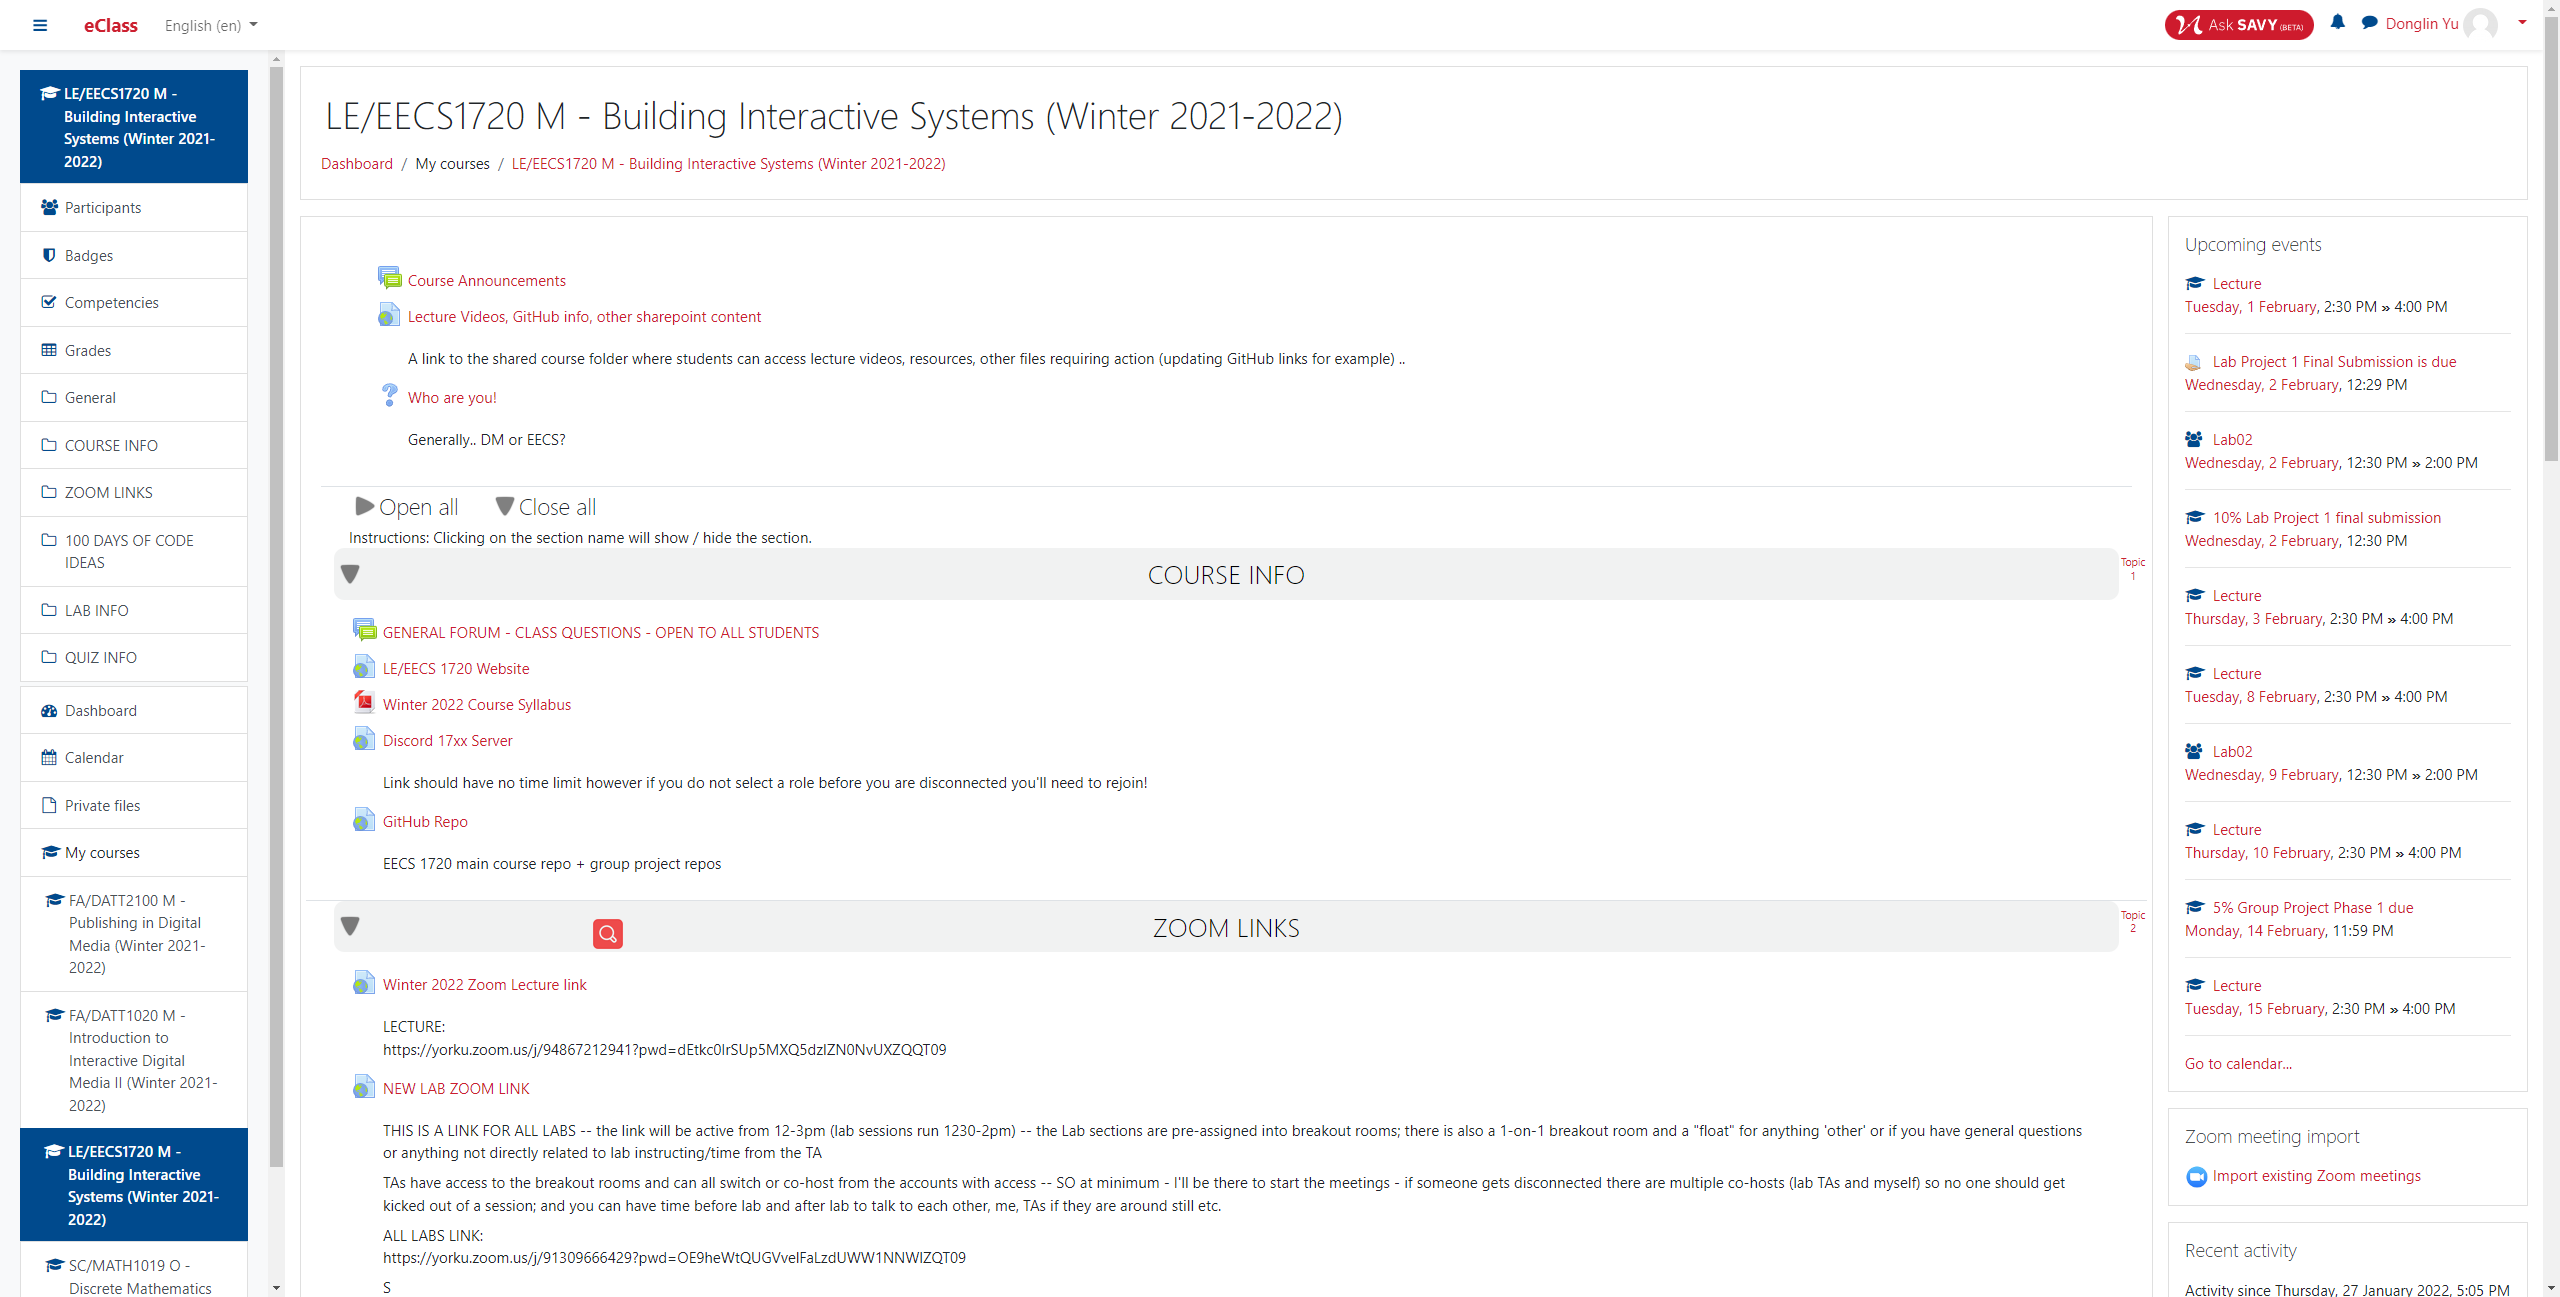 eClass English (en)
Ask SAVY (BETA) Donglin Yu
LE/EECS1720 M -
Building Interactive
Systems (Winter 2021-
2022)
Participants
Badges
Competencies
Grades
General
COURSE INFO
ZOOM LINKS
100 DAYS OF CODE
IDEAS
LAB INFO
QUIZ INFO
Dashboard
Calendar
Private files
My courses
FA/DATT2100 M -
Publishing in Digital
Media (Winter 2021-
2022)
FA/DATT1020 M -
Introduction to
Interactive Digital
Media II (Winter 2021-
2022)
LE/EECS1720 M -
Building Interactive
Systems (Winter 2021-
2022)
SC/MATH1019 O -
Discrete Mathematics
LE/EECS1720 M - Building Interactive Systems (Winter 2021-2022)
Dashboard / My courses / LE/EECS1720 M - Building Interactive Systems (Winter 2021-2022)
Course Announcements
Lecture Videos, GitHub info, other sharepoint content
A link to the shared course folder where students can access lecture videos, resources, other files requiring action (updating GitHub links for example) ..
Who are you!
Generally.. DM or EECS?
Open all Close all
Instructions: Clicking on the section name will show / hide the section.
COURSE INFO
Topic
1
GENERAL FORUM - CLASS QUESTIONS - OPEN TO ALL STUDENTS
LE/EECS 1720 Website
Winter 2022 Course Syllabus
Discord 17xx Server
Link should have no time limit however if you do not select a role before you are disconnected you'll need to rejoin!
GitHub Repo
EECS 1720 main course repo + group project repos
ZOOM LINKS
Topic
2
Winter 2022 Zoom Lecture link
LECTURE:
https://yorku.zoom.us/j/94867212941?pwd=dEtkc0lrSUp5MXQ5dzlZN0NvUXZQQT09
NEW LAB ZOOM LINK
THIS IS A LINK FOR ALL LABS -- the link will be active from 12-3pm (lab sessions run 1230-2pm) -- the Lab sections are pre-assigned into breakout rooms; there is also a 1-on-1 breakout room and a "float" for anything 'other' or if you have general questions
or anything not directly related to lab instructing/time from the TA
TAs have access to the breakout rooms and can all switch or co-host from the accounts with access -- SO at minimum - I'll be there to start the meetings - if someone gets disconnected there are multiple co-hosts (lab TAs and myself) so no one should get
kicked out of a session; and you can have time before lab and after lab to talk to each other, me, TAs if they are around still etc.
ALL LABS LINK:
https://yorku.zoom.us/j/91309666429?pwd=OE9heWtQUGVvelFaLzdUWW1NNWlZQT09
S
Upcoming events
Lecture
Tuesday, 1 February, 2:30 PM » 4:00 PM
Lab Project 1 Final Submission is due
Wednesday, 2 February, 12:29 PM
Lab02
Wednesday, 2 February, 12:30 PM » 2:00 PM
10% Lab Project 1 final submission
Wednesday, 2 February, 12:30 PM
Lecture
Thursday, 3 February, 2:30 PM » 4:00 PM
Lecture
Tuesday, 8 February, 2:30 PM » 4:00 PM
Lab02
Wednesday, 9 February, 12:30 PM » 2:00 PM
Lecture
Thursday, 10 February, 2:30 PM » 4:00 PM
5% Group Project Phase 1 due
Monday, 14 February, 11:59 PM
Lecture
Tuesday, 15 February, 2:30 PM » 4:00 PM
Go to calendar...
Zoom meeting import
Import existing Zoom meetings
Recent activity
Activity since Thursday, 27 January 2022, 5:05 PM